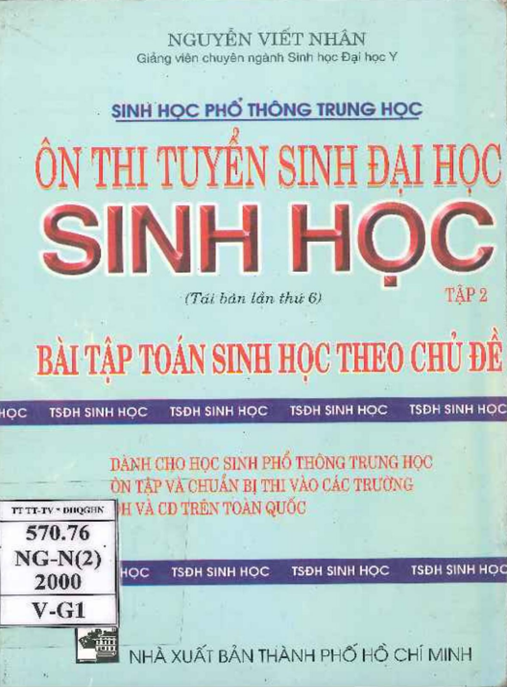 NGUYỄN VIẾT NHÂN
Giảng viên chuyên ngành Sinh học Đại học Y
SINH HỌC PHỔ THÔNG TRUNG HỌC
ÔN THI TUYỂN SINH ĐẠI HỌC
SINH HỌC
(Tái bản lần thứ 6)
TẬP 2
BÀI TẬP TOÁN SINH HỌC THEO CHỦ ĐỀ
HỌC TSĐH SINH HỌC TSĐH SINH HỌC TSĐH SINH HỌC TSĐH SINH HỌC
DÀNH CHO HỌC SINH PHỔ THÔNG TRUNG HỌC
ÔN TẬP VÀ CHUẨN BỊ THI VÀO CÁC TRƯỜNG
ĐH VÀ CĐ TRÊN TOÀN QUỐC
TT TT-TV * ĐHQGHN
570.76
NG-N(2)
2000
V-G1
HỌC TSĐH SINH HỌC TSĐH SINH HỌC TSĐH SINH HỌC
NHÀ XUẤT BẢN THÀNH PHỐ HỒ CHÍ MINH